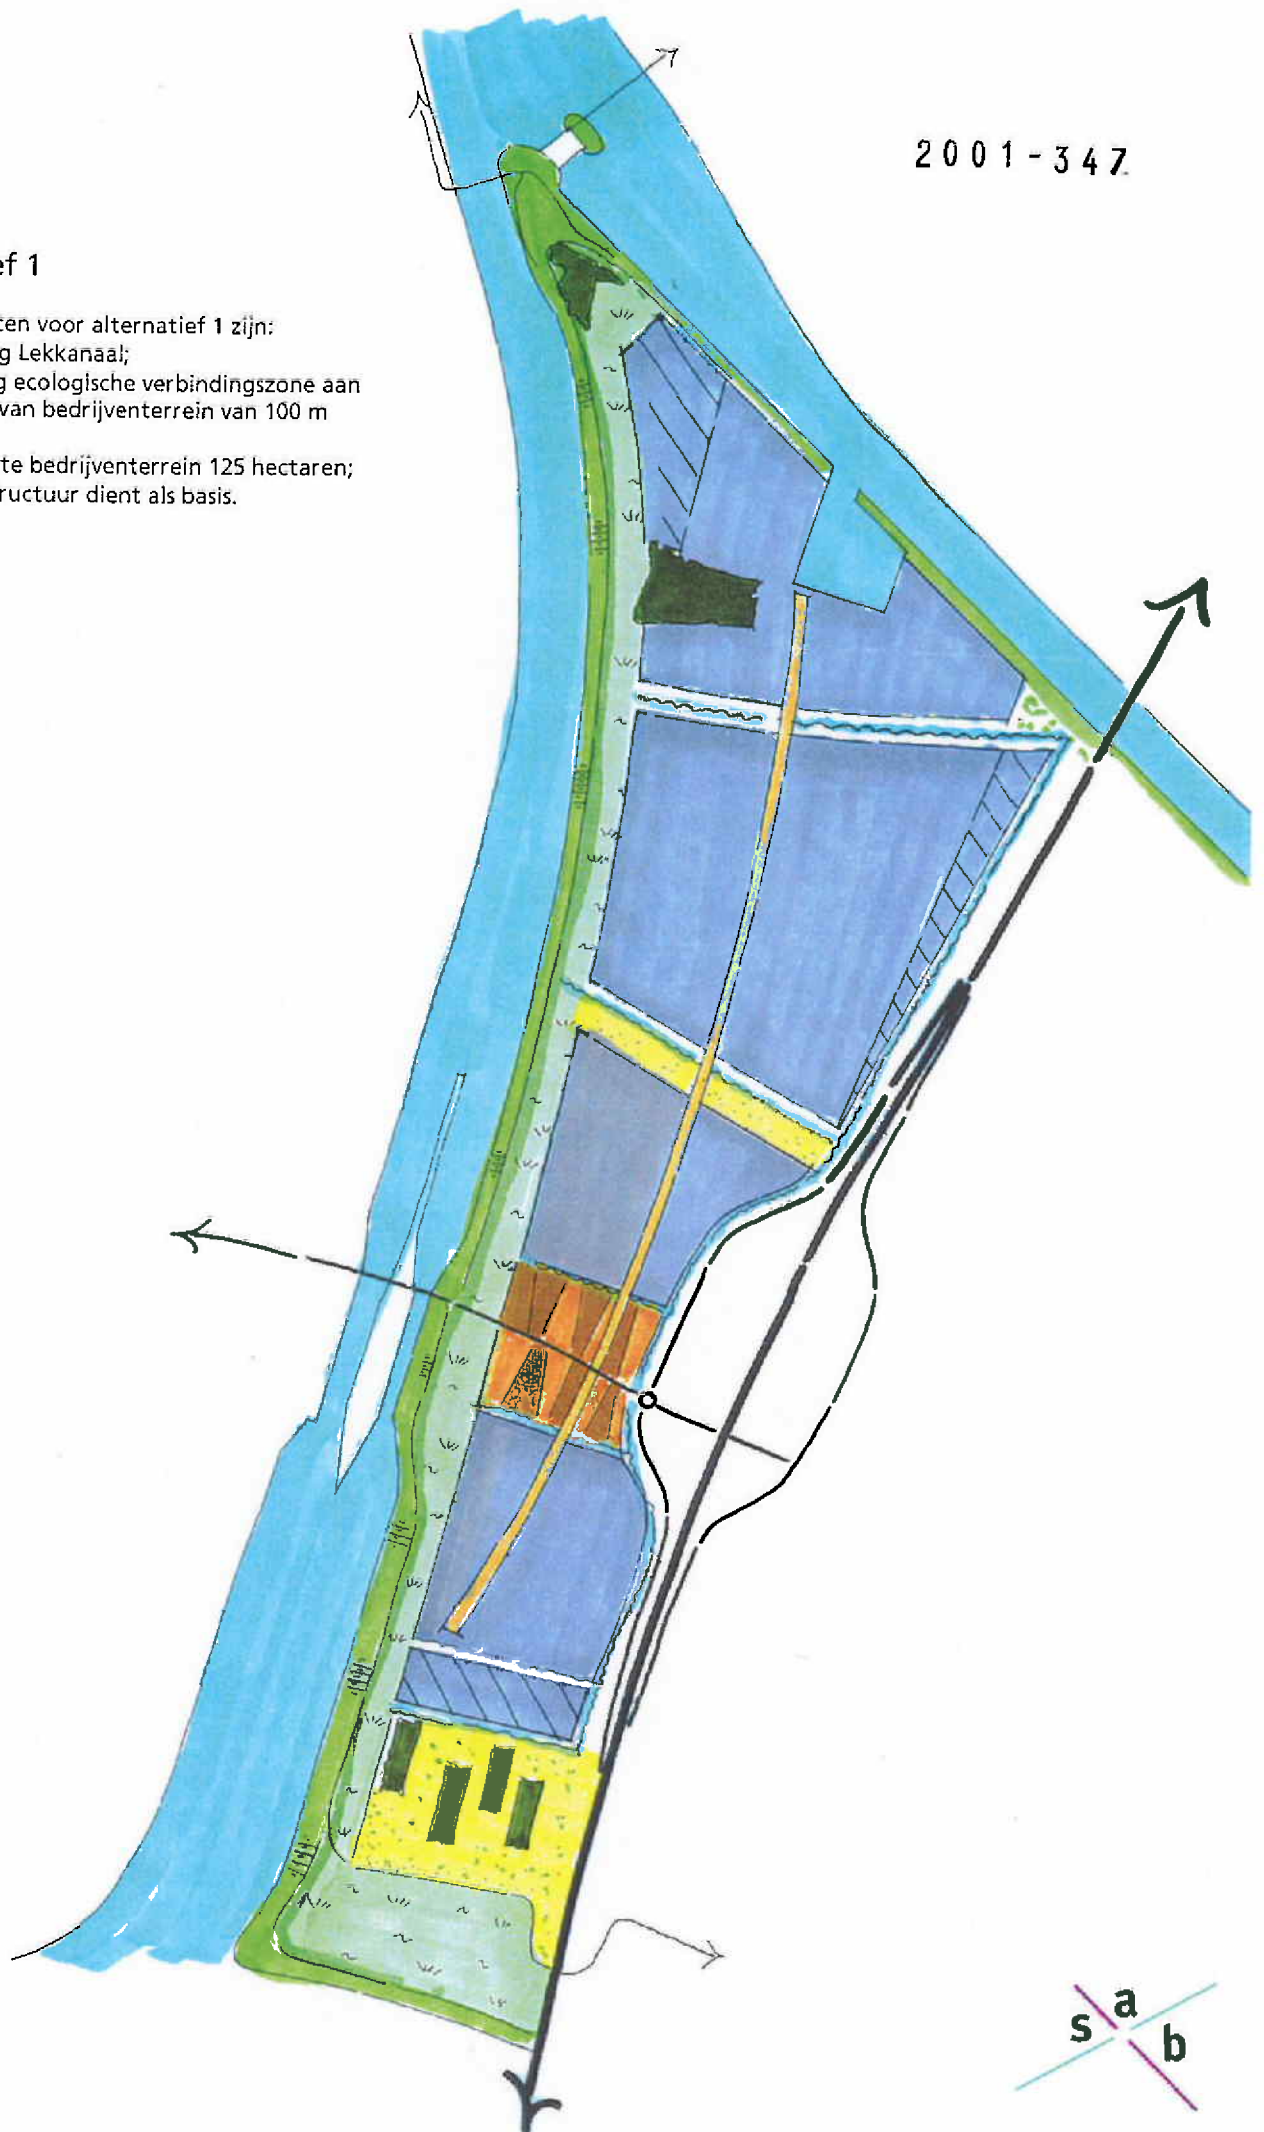 2001-347
ef 1
ten voor alternatief 1 zijn:
g Lekkanaal;
g ecologische verbindingszone aan
van bedrijventerrein van 100 m
te bedrijventerrein 125 hectaren;
ructuur dient als basis.
s a b